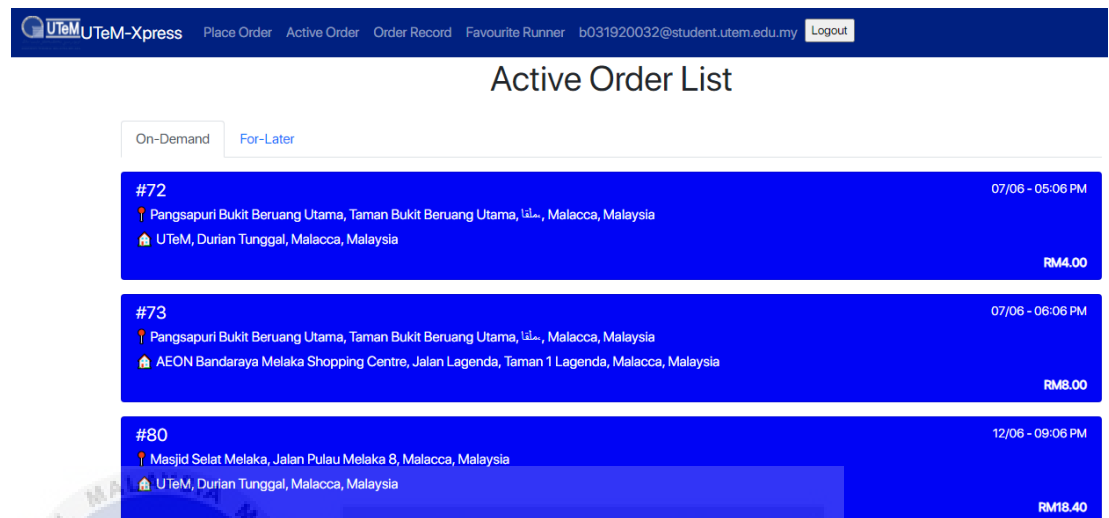 UTeM UTeM-Xpress Place Order Active Order Order Record Favourite Runner b031920032@student.utem.edu.my Logout
Active Order List
On-Demand For-Later
#72 07/06 - 05:06 PM
Pangsapuri Bukit Beruang Utama, Taman Bukit Beruang Utama, ملقا, Malacca, Malaysia
UTeM, Durian Tunggal, Malacca, Malaysia
RM4.00
#73 07/06 - 06:06 PM
Pangsapuri Bukit Beruang Utama, Taman Bukit Beruang Utama, ملقا, Malacca, Malaysia
AEON Bandaraya Melaka Shopping Centre, Jalan Lagenda, Taman 1 Lagenda, Malacca, Malaysia
RM8.00
#80 12/06 - 09:06 PM
Masjid Selat Melaka, Jalan Pulau Melaka 8, Malacca, Malaysia
UTeM, Durian Tunggal, Malacca, Malaysia
RM18.40